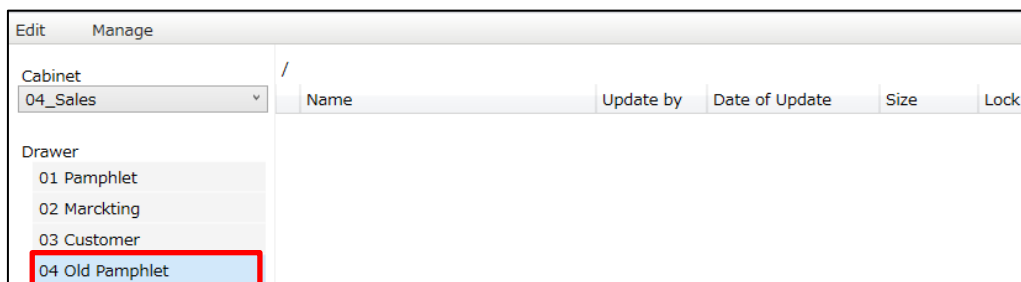 Edit Manage
Cabinet
04_Sales
/
Name Update by Date of Update Size Lock
Drawer
01 Pamphlet
02 Marckting
03 Customer
04 Old Pamphlet